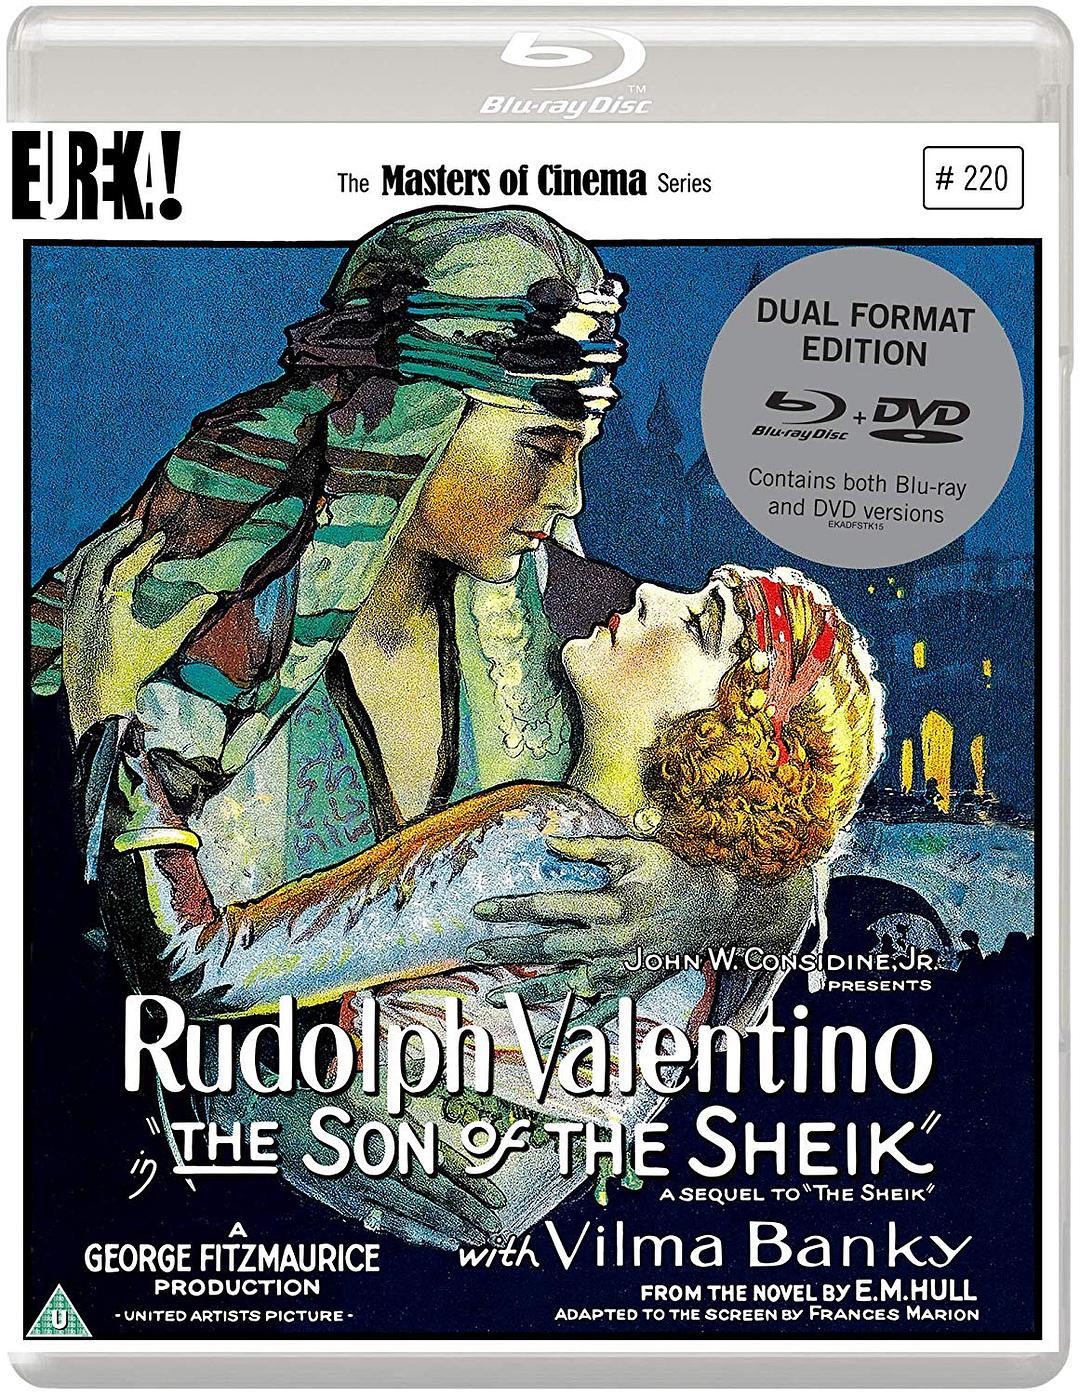 Blu-ray Disc™
EUREKA!
The Masters of Cinema Series
# 220
DUAL FORMAT
EDITION
Blu-ray Disc + DVD
Contains both Blu-ray
and DVD versions
EKADFSTK15
JOHN W. CONSIDINE, JR.
PRESENTS
Rudolph Valentino
in "THE SON of THE SHEIK"
A SEQUEL TO "THE SHEIK"
with Vilma Banky
A
GEORGE FITZMAURICE
PRODUCTION
- UNITED ARTISTS PICTURE -
FROM THE NOVEL BY E.M. HULL
ADAPTED TO THE SCREEN BY FRANCES MARION
U